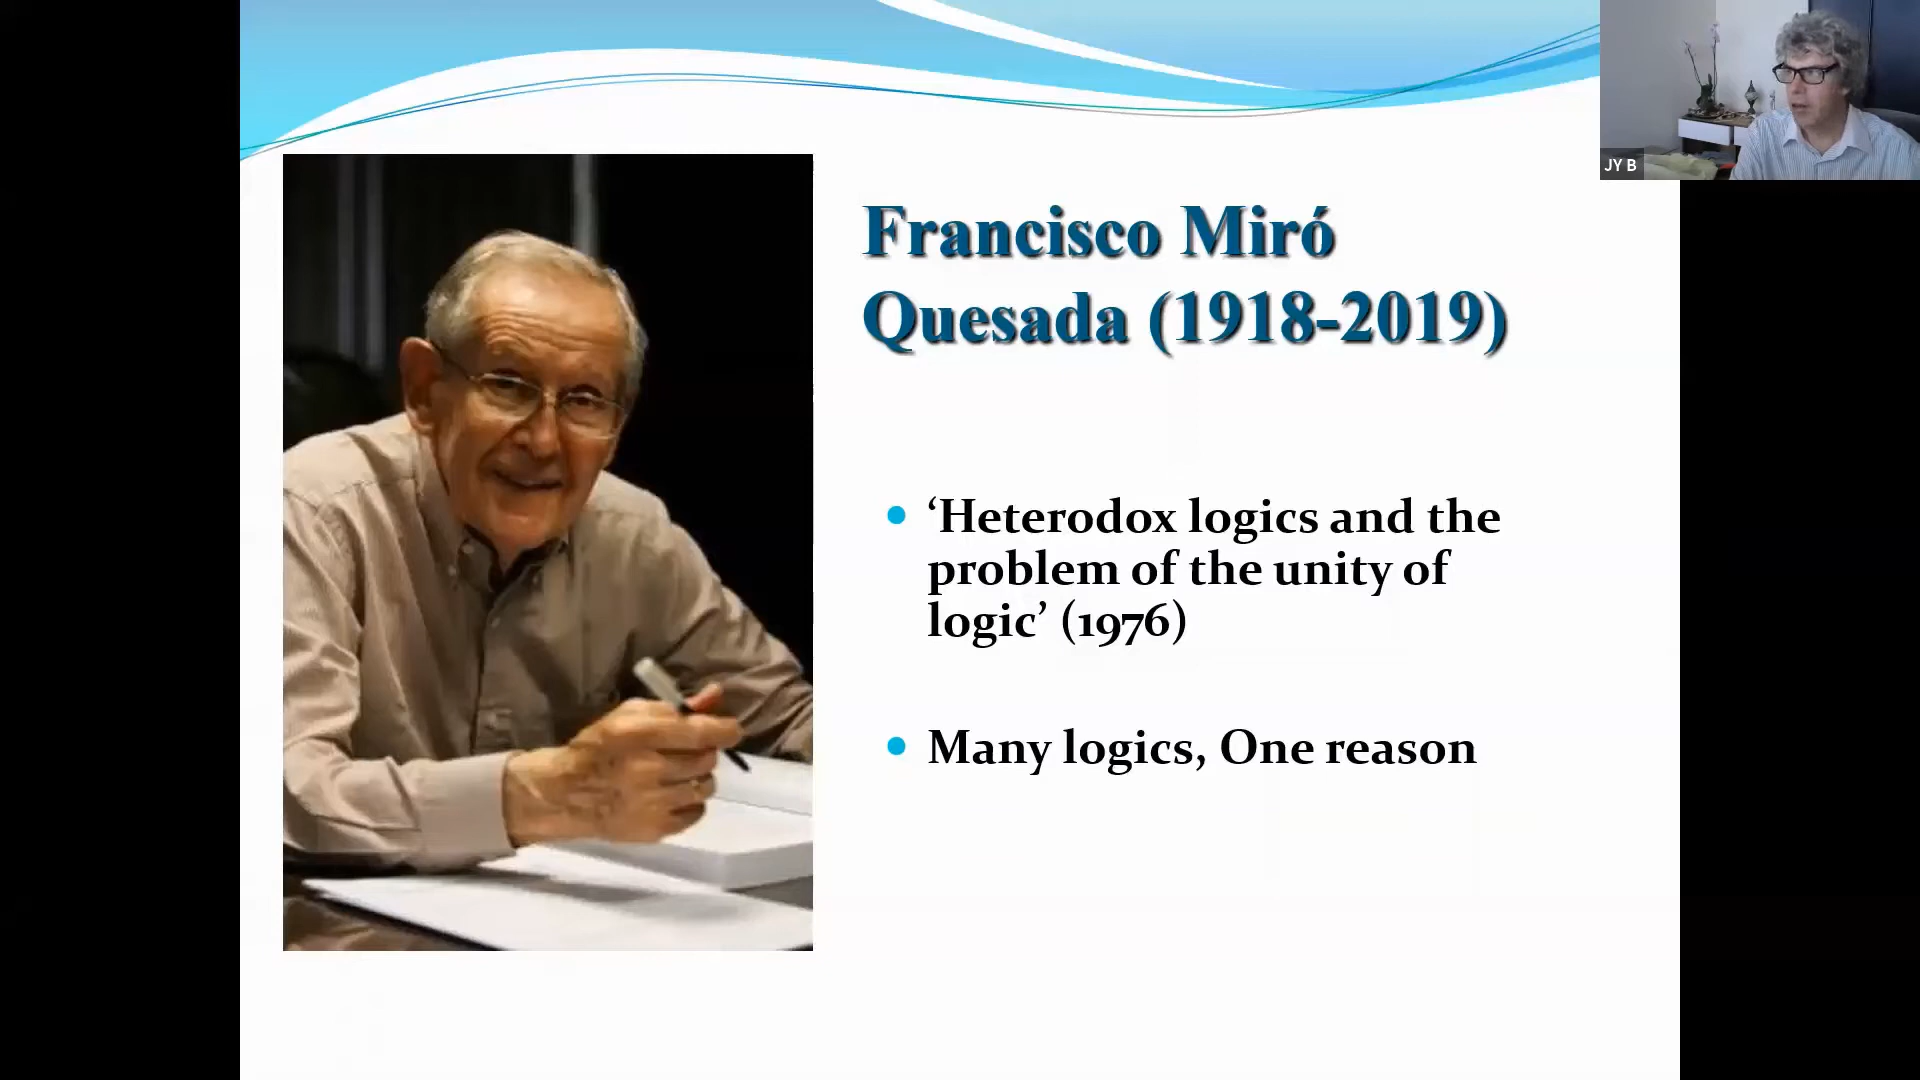 JY B
Francisco Miró
Quesada (1918-2019)
• ‘Heterodox logics and the
problem of the unity of
logic’ (1976)
• Many logics, One reason